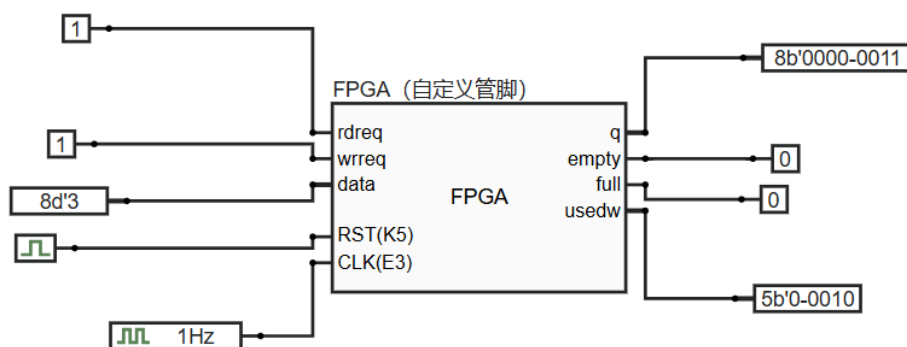 1
8b'0000-0011
FPGA（自定义管脚）
rdreq
q
1
wrreq
empty
0
data
full
0
8d'3
FPGA
usedw
RST(K5)
CLK(E3)
5b'0-0010
1Hz